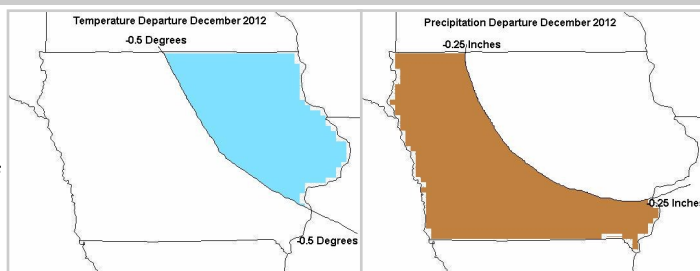 Temperature Departure December 2012
-0.5 Degrees
-0.5 Degrees
Precipitation Departure December 2012
-0.25 Inches
-0.25 Inches